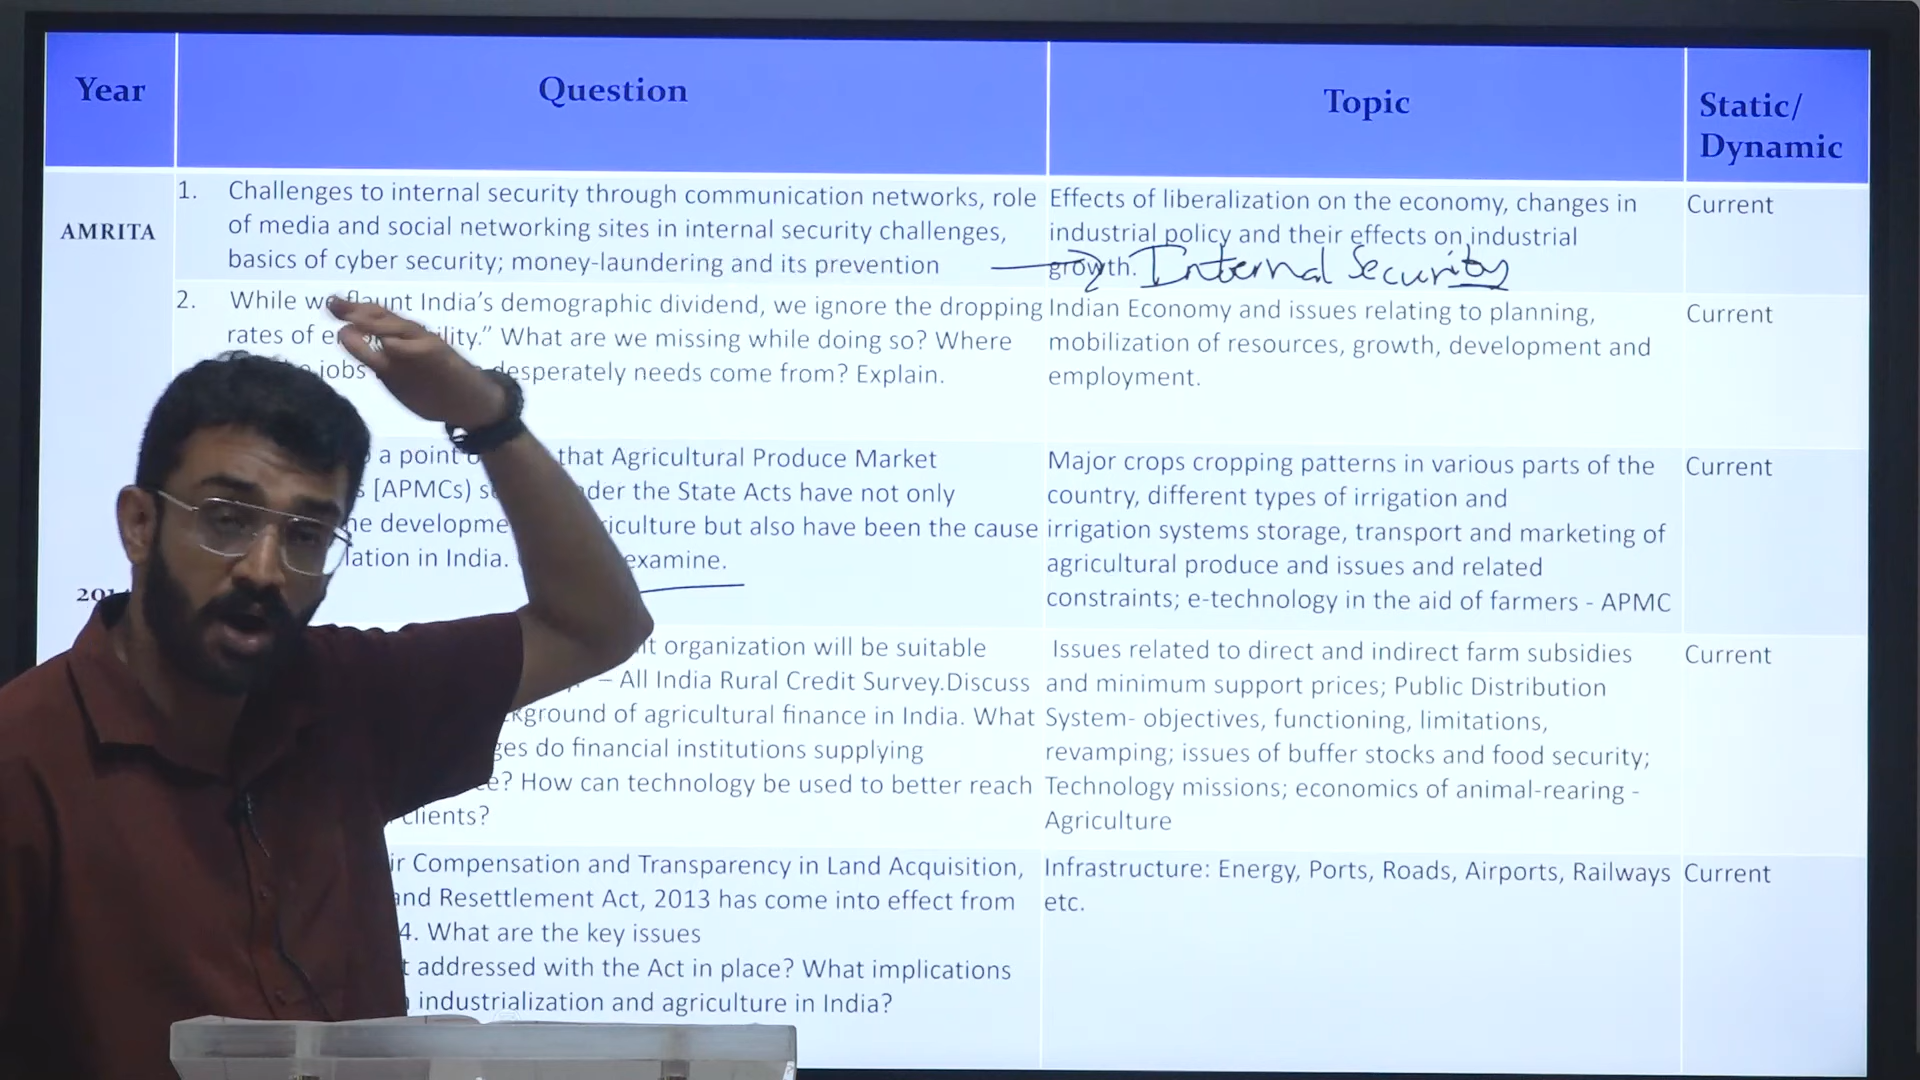 Year Question Topic Static/
Dynamic
AMRITA
1. Challenges to internal security through communication networks, role
of media and social networking sites in internal security challenges,
basics of cyber security; money-laundering and its prevention
Effects of liberalization on the economy, changes in
industrial policy and their effects on industrial
growth. Internal Security
Current
2. While we flaunt India's demographic dividend, we ignore the dropping
rates of What are we missing while doing so? Where
jobs desperately needs come from? Explain.
Indian Economy and issues relating to planning,
mobilization of resources, growth, development and
employment.
Current
a point that Agricultural Produce Market
[APMCs) the State Acts have not only
but also have been the cause
in India. examine.
Major crops cropping patterns in various parts of the
country, different types of irrigation and
irrigation systems storage, transport and marketing of
agricultural produce and issues and related
constraints; e-technology in the aid of farmers - APMC
Current
organization will be suitable
– All India Rural Credit Survey.Discuss
of agricultural finance in India. What
do financial institutions supplying
How can technology be used to better reach
clients?
Issues related to direct and indirect farm subsidies
and minimum support prices; Public Distribution
System- objectives, functioning, limitations,
revamping; issues of buffer stocks and food security;
Technology missions; economics of animal-rearing -
Agriculture
Current
Compensation and Transparency in Land Acquisition,
and Resettlement Act, 2013 has come into effect from
What are the key issues
addressed with the Act in place? What implications
industrialization and agriculture in India?
Infrastructure: Energy, Ports, Roads, Airports, Railways
etc.
Current